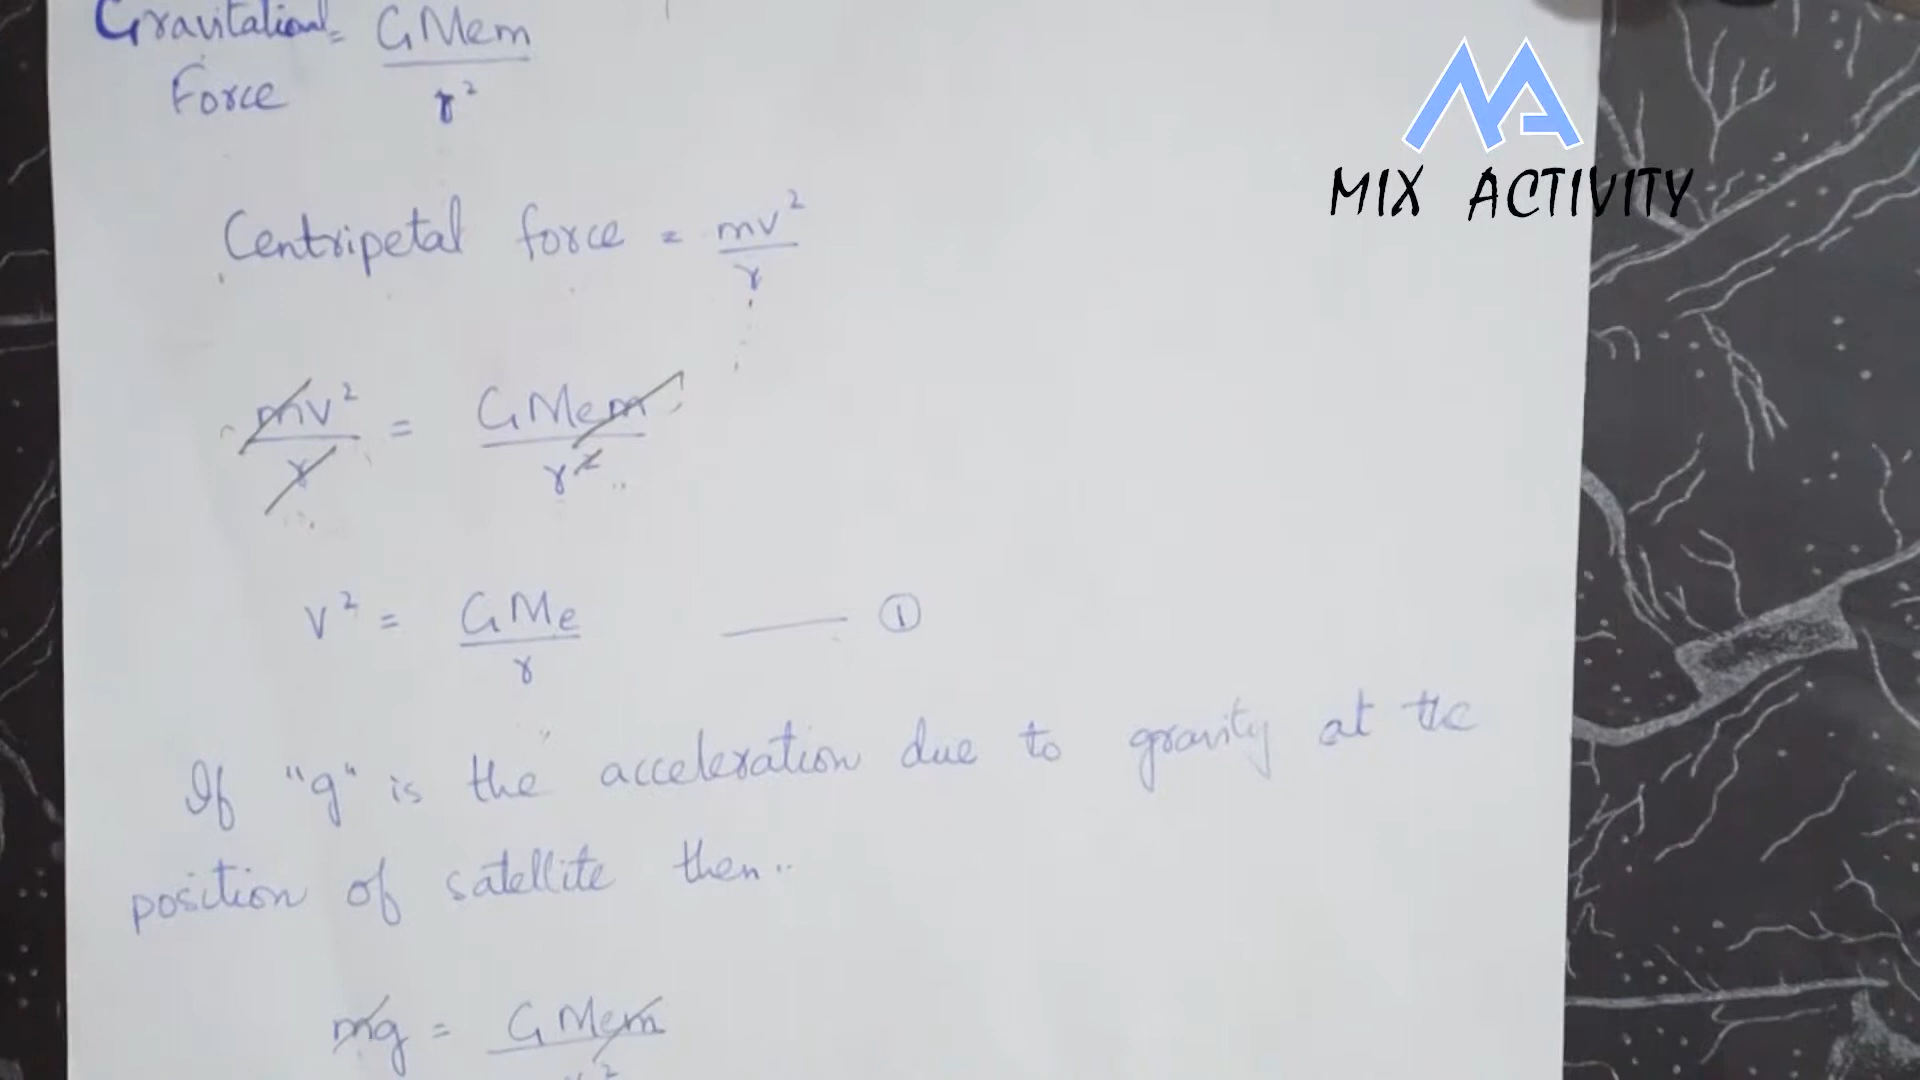 Gravitational = GMem
Force r²
MIX ACTIVITY
Centripetal force = mv²
r
mv² = GMem
r r²
v² = GMe ——— ①
r
If "g" is the acceleration due to gravity at the
position of satellite then..
mg = GMem
r²